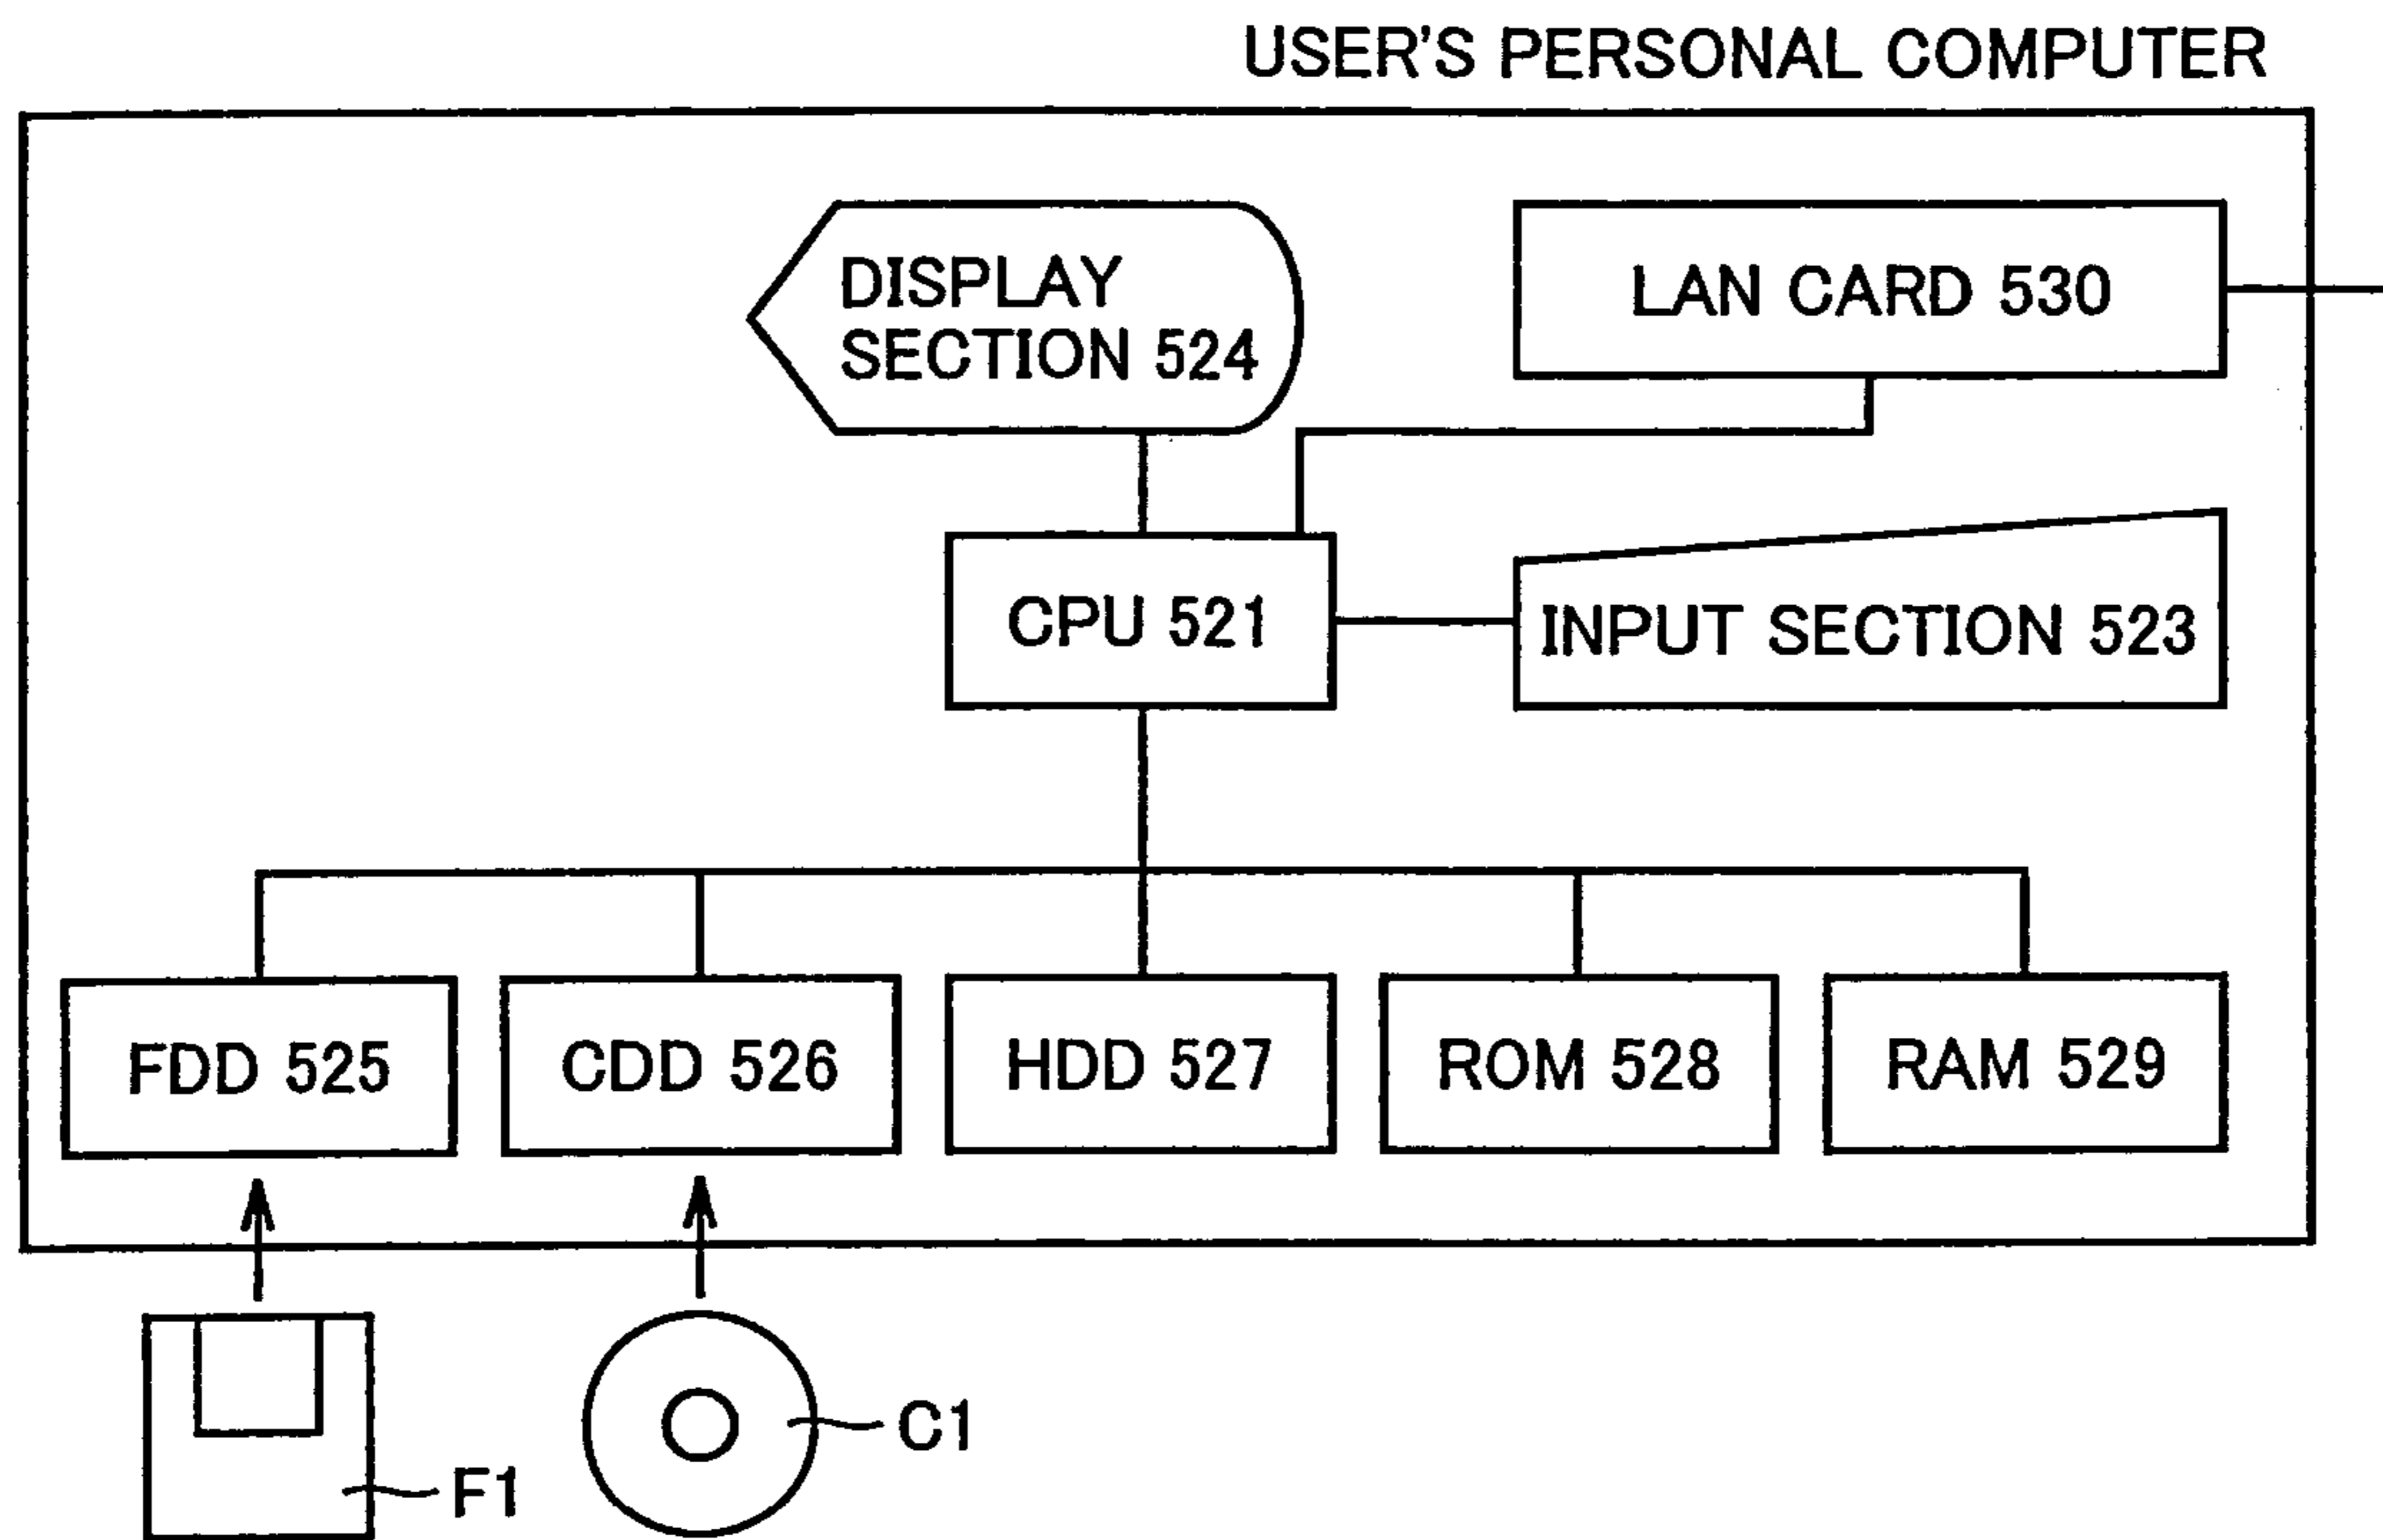 USER'S PERSONAL COMPUTER
DISPLAY
SECTION 524
LAN CARD 530
CPU 521
INPUT SECTION 523
FDD 525
CDD 526
HDD 527
ROM 528
RAM 529
C1
F1